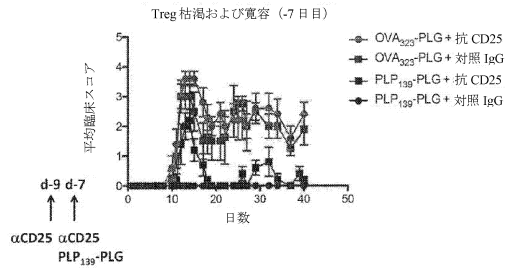 Treg 枯渇および寛容（-7 日目）
平均臨床スコア
5
4
3
2
1
0
0 10 20 30 40 50
日数
OVA₃₂₃-PLG + 抗 CD25
OVA₃₂₃-PLG + 対照 IgG
PLP₁₃₉-PLG + 抗 CD25
PLP₁₃₉-PLG + 対照 IgG
d-9 d-7
αCD25 αCD25
PLP₁₃₉-PLG